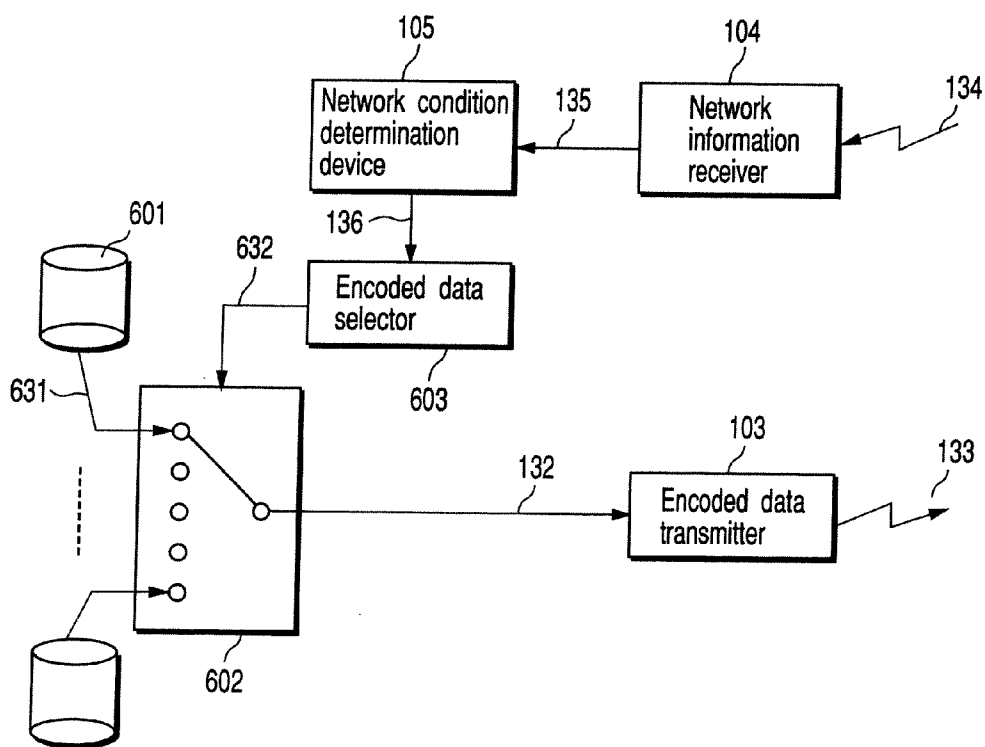 105
104
134
Network condition
determination
device
135
Network
information
receiver
136
601
632
Encoded data
selector
603
631
103
133
132
Encoded data
transmitter
602